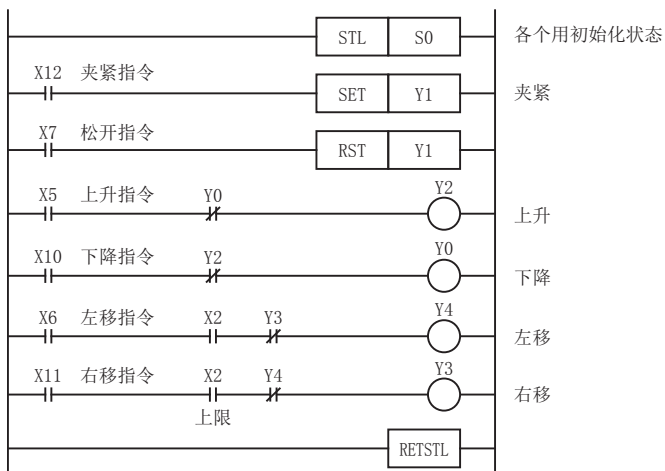 STL S0 各个用初始化状态
X12 夹紧指令
SET Y1 夹紧
X7 松开指令
RST Y1
X5 上升指令 Y0 Y2
上升
X10 下降指令 Y2 Y0
下降
X6 左移指令 X2 Y3 Y4
左移
X11 右移指令 X2 Y4 Y3
右移
上限
RETSTL